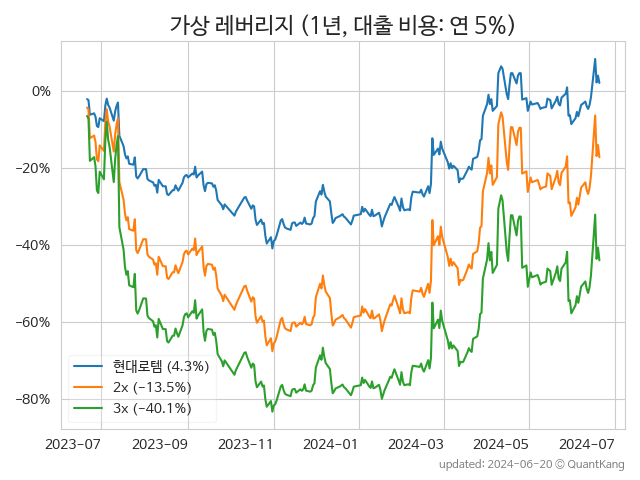 가상 레버리지 (1년, 대출 비용: 연 5%)
0%
−20%
−40%
−60%
−80%
현대로템 (4.3%)
2x (−13.5%)
3x (−40.1%)
2023-07
2023-09
2023-11
2024-01
2024-03
2024-05
2024-07
updated: 2024-06-20 © QuantKang